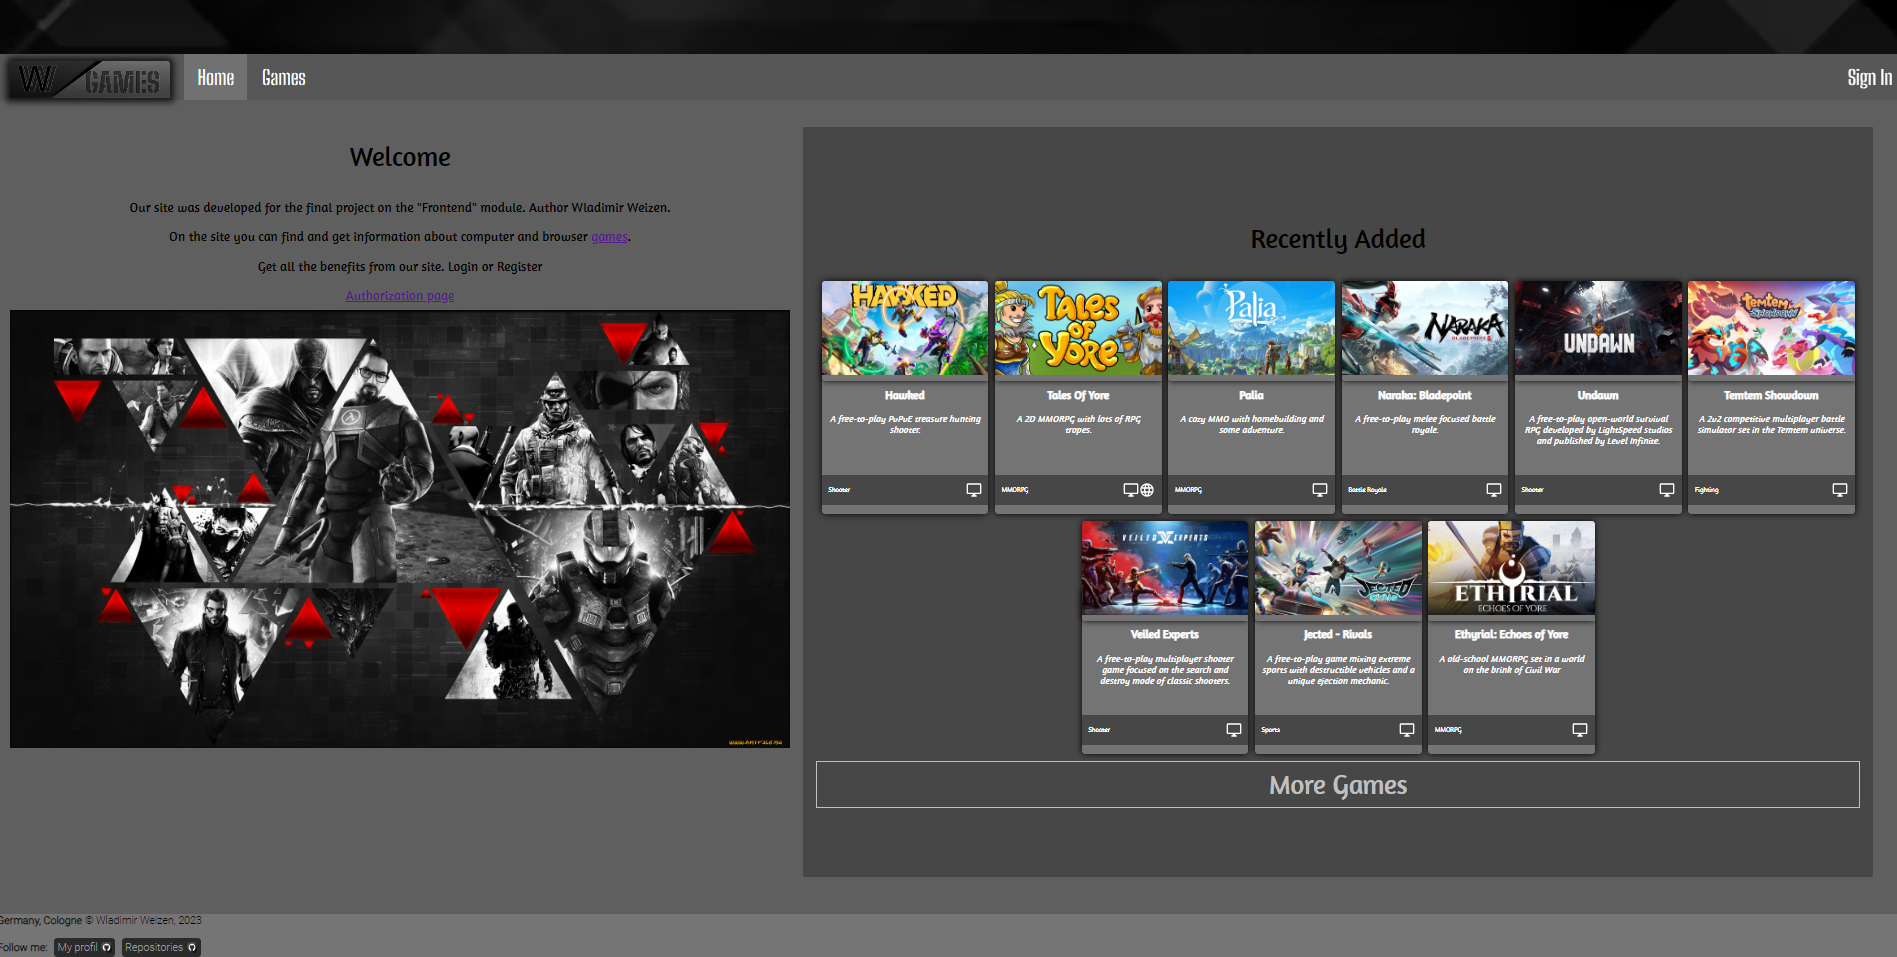 W GAMES
Home
Games
Sign In
Welcome
Our site was developed for the final project on the "Frontend" module. Author Wladimir Weizen.
On the site you can find and get information about computer and browser games.
Get all the benefits from our site. Login or Register
Authorization page
Recently Added
HAWKED
TALES OF YORE
Palia
NARAKA
BLADEPOINT
UNDAWN
Temtem
Showdown
Hawked
A free-to-play PvPvE treasure hunting
shooter.
Shooter
Tales Of Yore
A 2D MMORPG with lots of RPG
tropes.
MMORPG
Palia
A cozy MMO with homebuilding and
some adventure.
MMORPG
Naraka: Bladepoint
A free-to-play melee focused battle
royale.
Battle Royale
Undawn
A free-to-play open-world survival
RPG developed by LightSpeed studios
and published by Level Infinite.
Shooter
Temtem Showdown
A 2v2 competitive multiplayer battle
simulator set in the Temtem universe.
Fighting
VEILED EXPERTS
JECTED
RIVALS
ETHYRIAL
ECHOES OF YORE
Veiled Experts
A free-to-play multiplayer shooter
game focused on the search and
destroy mode of classic shooters.
Shooter
Jected - Rivals
A free-to-play game mixing extreme
sports with destructible vehicles and a
unique ejection mechanic.
Sports
Ethyrial: Echoes of Yore
A old-school MMORPG set in a world
on the brink of Civil War
MMORPG
More Games
Germany, Cologne © Wladimir Weizen, 2023
Follow me:
My profil
Repositories